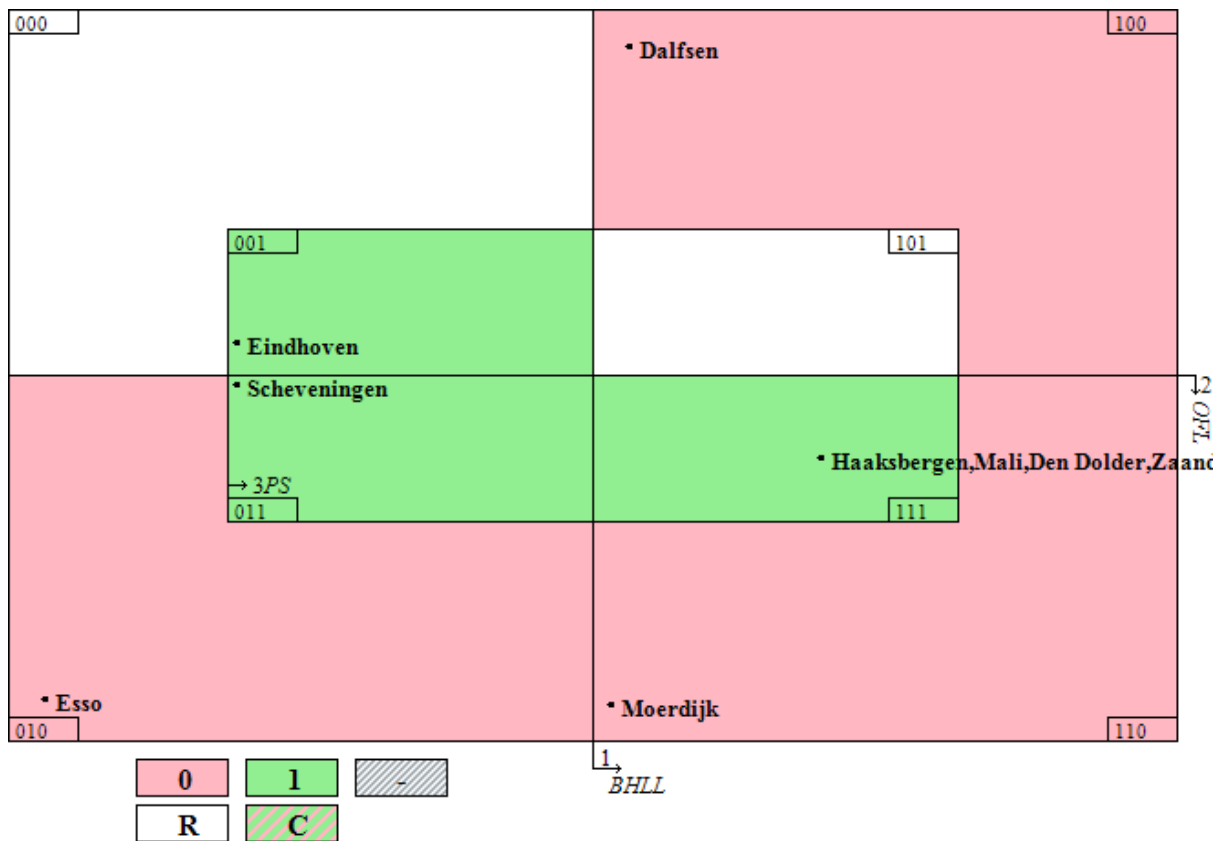 000
100
Dalfsen
001
101
Eindhoven
2
OFL
Scheveningen
Haaksbergen,Mali,Den Dolder,Zaand
3PS
011
111
Esso
Moerdijk
010
110
1
BHLL
0
1
-
R
C